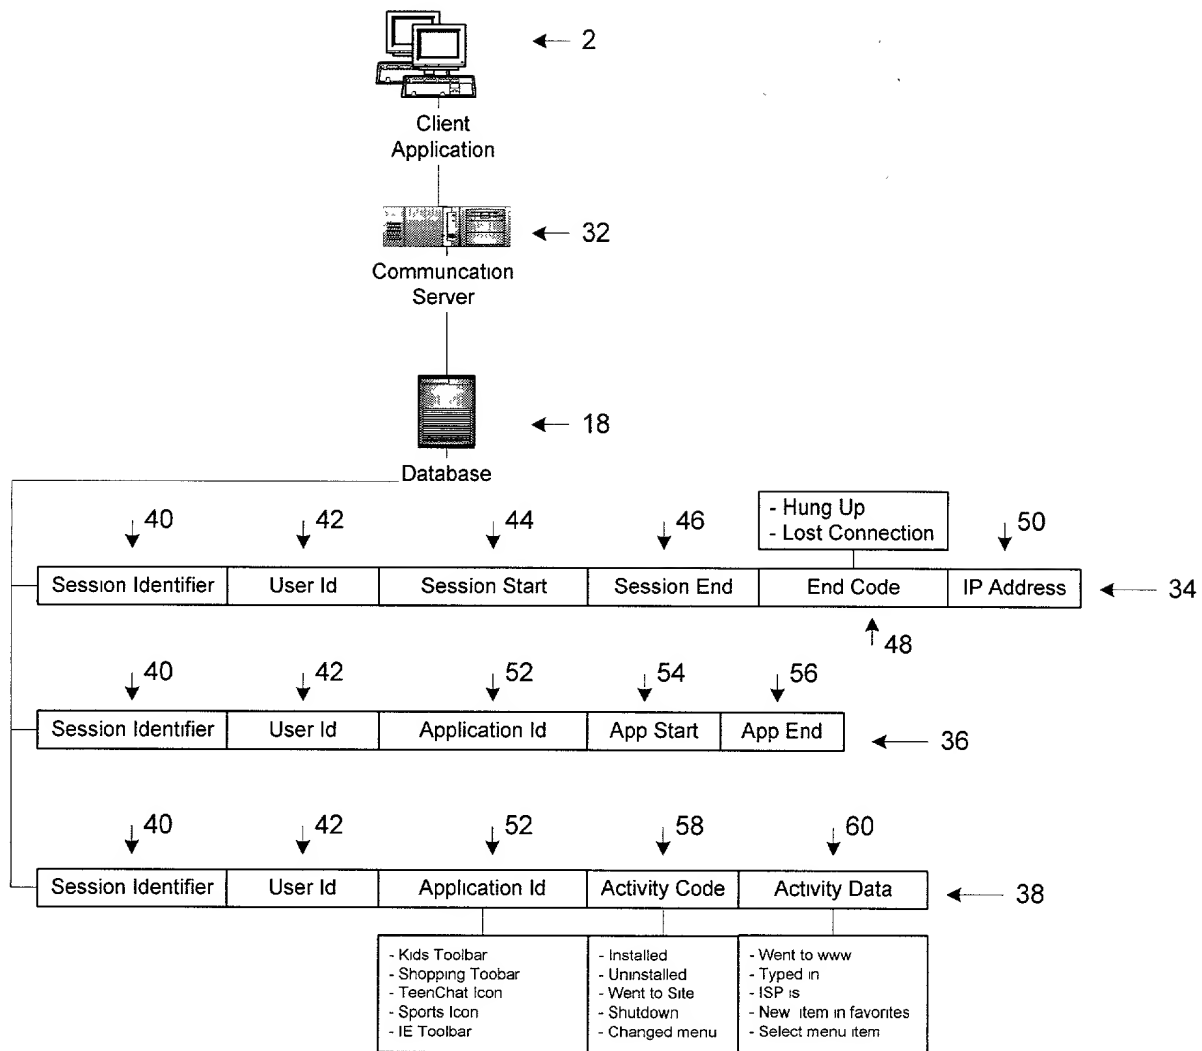 2
Client
Application
32
Communcation
Server
18
Database
- Hung Up
- Lost Connection
40 42 44 46 50
Session Identifier User Id Session Start Session End End Code IP Address
34
48
40 42 52 54 56
Session Identifier User Id Application Id App Start App End
36
40 42 52 58 60
Session Identifier User Id Application Id Activity Code Activity Data
38
- Kids Toolbar
- Shopping Toobar
- TeenChat Icon
- Sports Icon
- IE Toolbar
- Installed
- Uninstalled
- Went to Site
- Shutdown
- Changed menu
- Went to www
- Typed in
- ISP is
- New item in favorites
- Select menu item